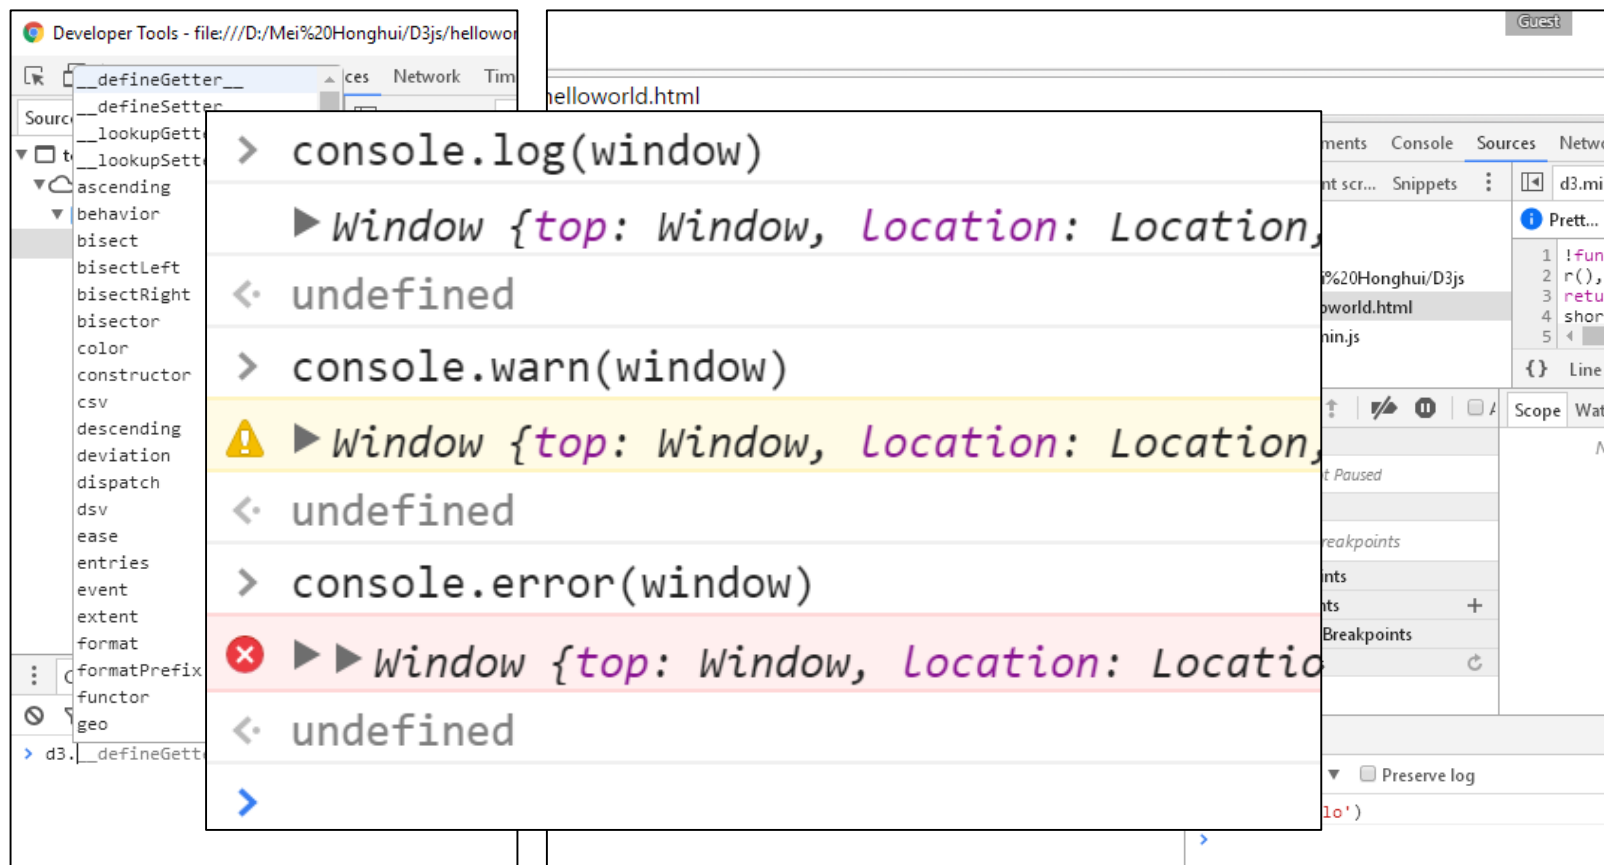 Developer Tools - file:///D:/Mei%20Honghui/D3js/hellowor
ces Network Tim
Sourc
__defineGetter__
__defineSetter
__lookupGett
__lookupSett
ascending
behavior
bisect
bisectLeft
bisectRight
bisector
color
constructor
csv
descending
deviation
dispatch
dsv
ease
entries
event
extent
format
formatPrefix
functor
geo
> d3.__defineGett
> console.log(window)
▶ Window {top: Window, location: Location,
undefined
> console.warn(window)
▶ Window {top: Window, location: Location,
undefined
> console.error(window)
▶ ▶ Window {top: Window, location: Locatio
undefined
>
Guest
elloworld.html
ments Console Sources Netwo
nt scr... Snippets d3.mi
Prett...
1 !fun
2 r(),
3 retu
4 shor
5
i%20Honghui/D3js
oworld.html
min.js
{} Line
Scope Wat
t Paused
reakpoints
ints
nts
Breakpoints
Preserve log
lo')
>